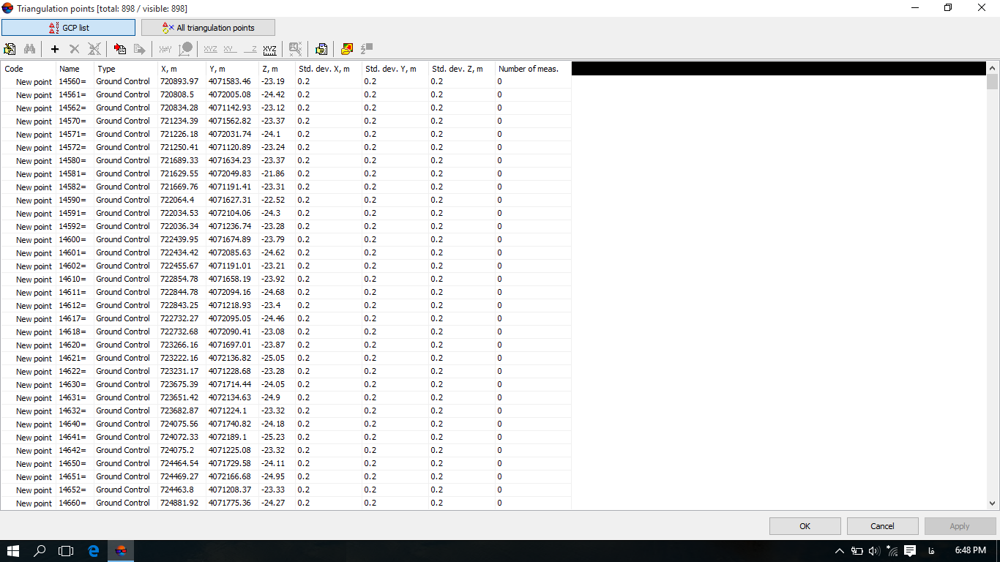 Triangulation points [total: 898 / visible: 898]
GCP list
All triangulation points
Code Name Type X, m Y, m Z, m Std. dev. X, m Std. dev. Y, m Std. dev. Z, m Number of meas.
New point 14560= Ground Control 720893.97 4071583.46 -23.19 0.2 0.2 0.2 0
New point 14561= Ground Control 720808.5 4072005.08 -24.42 0.2 0.2 0.2 0
New point 14562= Ground Control 720834.28 4071142.93 -23.12 0.2 0.2 0.2 0
New point 14570= Ground Control 721234.39 4071562.82 -23.37 0.2 0.2 0.2 0
New point 14571= Ground Control 721226.18 4072031.74 -24.1 0.2 0.2 0.2 0
New point 14572= Ground Control 721250.41 4071120.89 -23.24 0.2 0.2 0.2 0
New point 14580= Ground Control 721689.33 4071634.23 -23.37 0.2 0.2 0.2 0
New point 14581= Ground Control 721629.55 4072049.83 -21.86 0.2 0.2 0.2 0
New point 14582= Ground Control 721669.76 4071191.41 -23.31 0.2 0.2 0.2 0
New point 14590= Ground Control 722064.4 4071627.31 -22.52 0.2 0.2 0.2 0
New point 14591= Ground Control 722034.53 4072104.06 -24.3 0.2 0.2 0.2 0
New point 14592= Ground Control 722036.34 4071236.74 -23.28 0.2 0.2 0.2 0
New point 14600= Ground Control 722439.95 4071674.89 -23.79 0.2 0.2 0.2 0
New point 14601= Ground Control 722434.42 4072085.63 -24.62 0.2 0.2 0.2 0
New point 14602= Ground Control 722455.67 4071191.01 -23.21 0.2 0.2 0.2 0
New point 14610= Ground Control 722854.78 4071658.19 -23.92 0.2 0.2 0.2 0
New point 14611= Ground Control 722844.78 4072094.16 -24.68 0.2 0.2 0.2 0
New point 14612= Ground Control 722843.25 4071218.93 -23.4 0.2 0.2 0.2 0
New point 14617= Ground Control 722732.27 4072095.05 -24.46 0.2 0.2 0.2 0
New point 14618= Ground Control 722732.68 4072090.41 -23.08 0.2 0.2 0.2 0
New point 14620= Ground Control 723266.16 4071697.01 -23.87 0.2 0.2 0.2 0
New point 14621= Ground Control 723222.16 4072136.82 -25.05 0.2 0.2 0.2 0
New point 14622= Ground Control 723231.17 4071228.68 -23.28 0.2 0.2 0.2 0
New point 14630= Ground Control 723675.39 4071714.44 -24.05 0.2 0.2 0.2 0
New point 14631= Ground Control 723651.42 4072134.63 -24.9 0.2 0.2 0.2 0
New point 14632= Ground Control 723682.87 4071224.1 -23.32 0.2 0.2 0.2 0
New point 14640= Ground Control 724075.56 4071740.82 -24.18 0.2 0.2 0.2 0
New point 14641= Ground Control 724072.33 4072189.1 -25.23 0.2 0.2 0.2 0
New point 14642= Ground Control 724075.2 4071225.08 -23.32 0.2 0.2 0.2 0
New point 14650= Ground Control 724464.54 4071729.58 -24.11 0.2 0.2 0.2 0
New point 14651= Ground Control 724469.27 4072166.68 -24.95 0.2 0.2 0.2 0
New point 14652= Ground Control 724463.8 4071208.37 -23.33 0.2 0.2 0.2 0
New point 14660= Ground Control 724881.92 4071775.36 -24.27 0.2 0.2 0.2 0
OK Cancel Apply
فا 6:48 PM